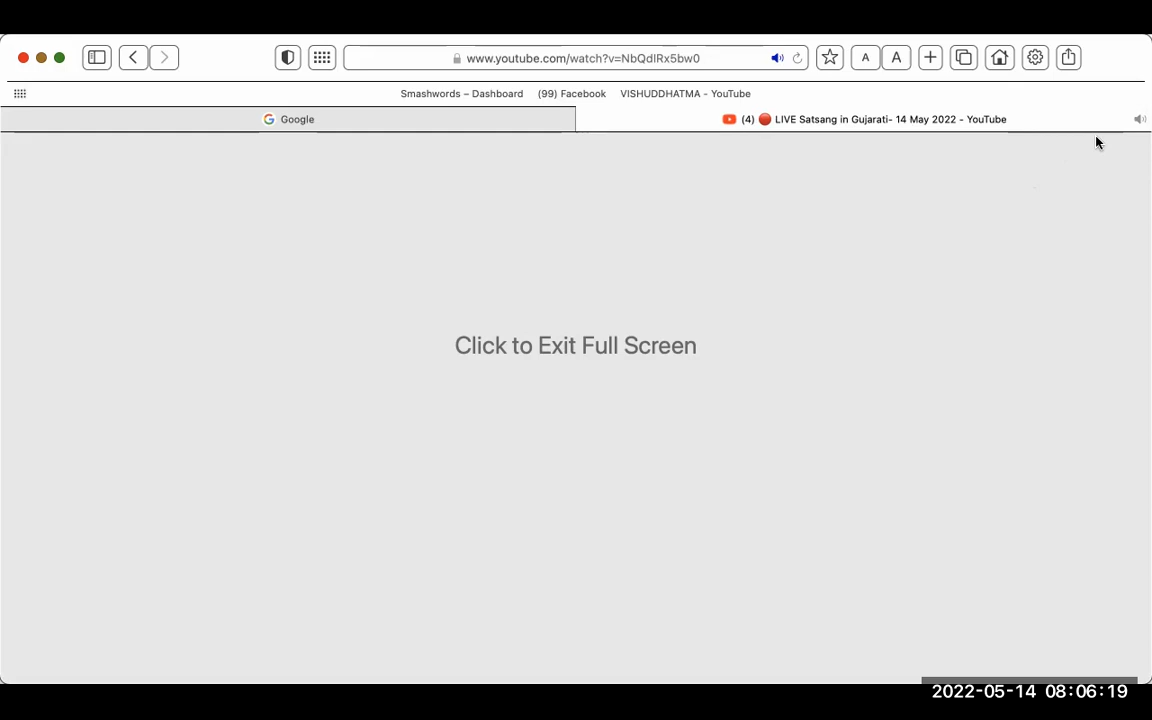 www.youtube.com/watch?v=NbQdIRx5bw0
A A
Smashwords – Dashboard (99) Facebook VISHUDDHATMA - YouTube
Google (4) 🔴 LIVE Satsang in Gujarati- 14 May 2022 - YouTube
Click to Exit Full Screen
2022-05-14 08:06:19